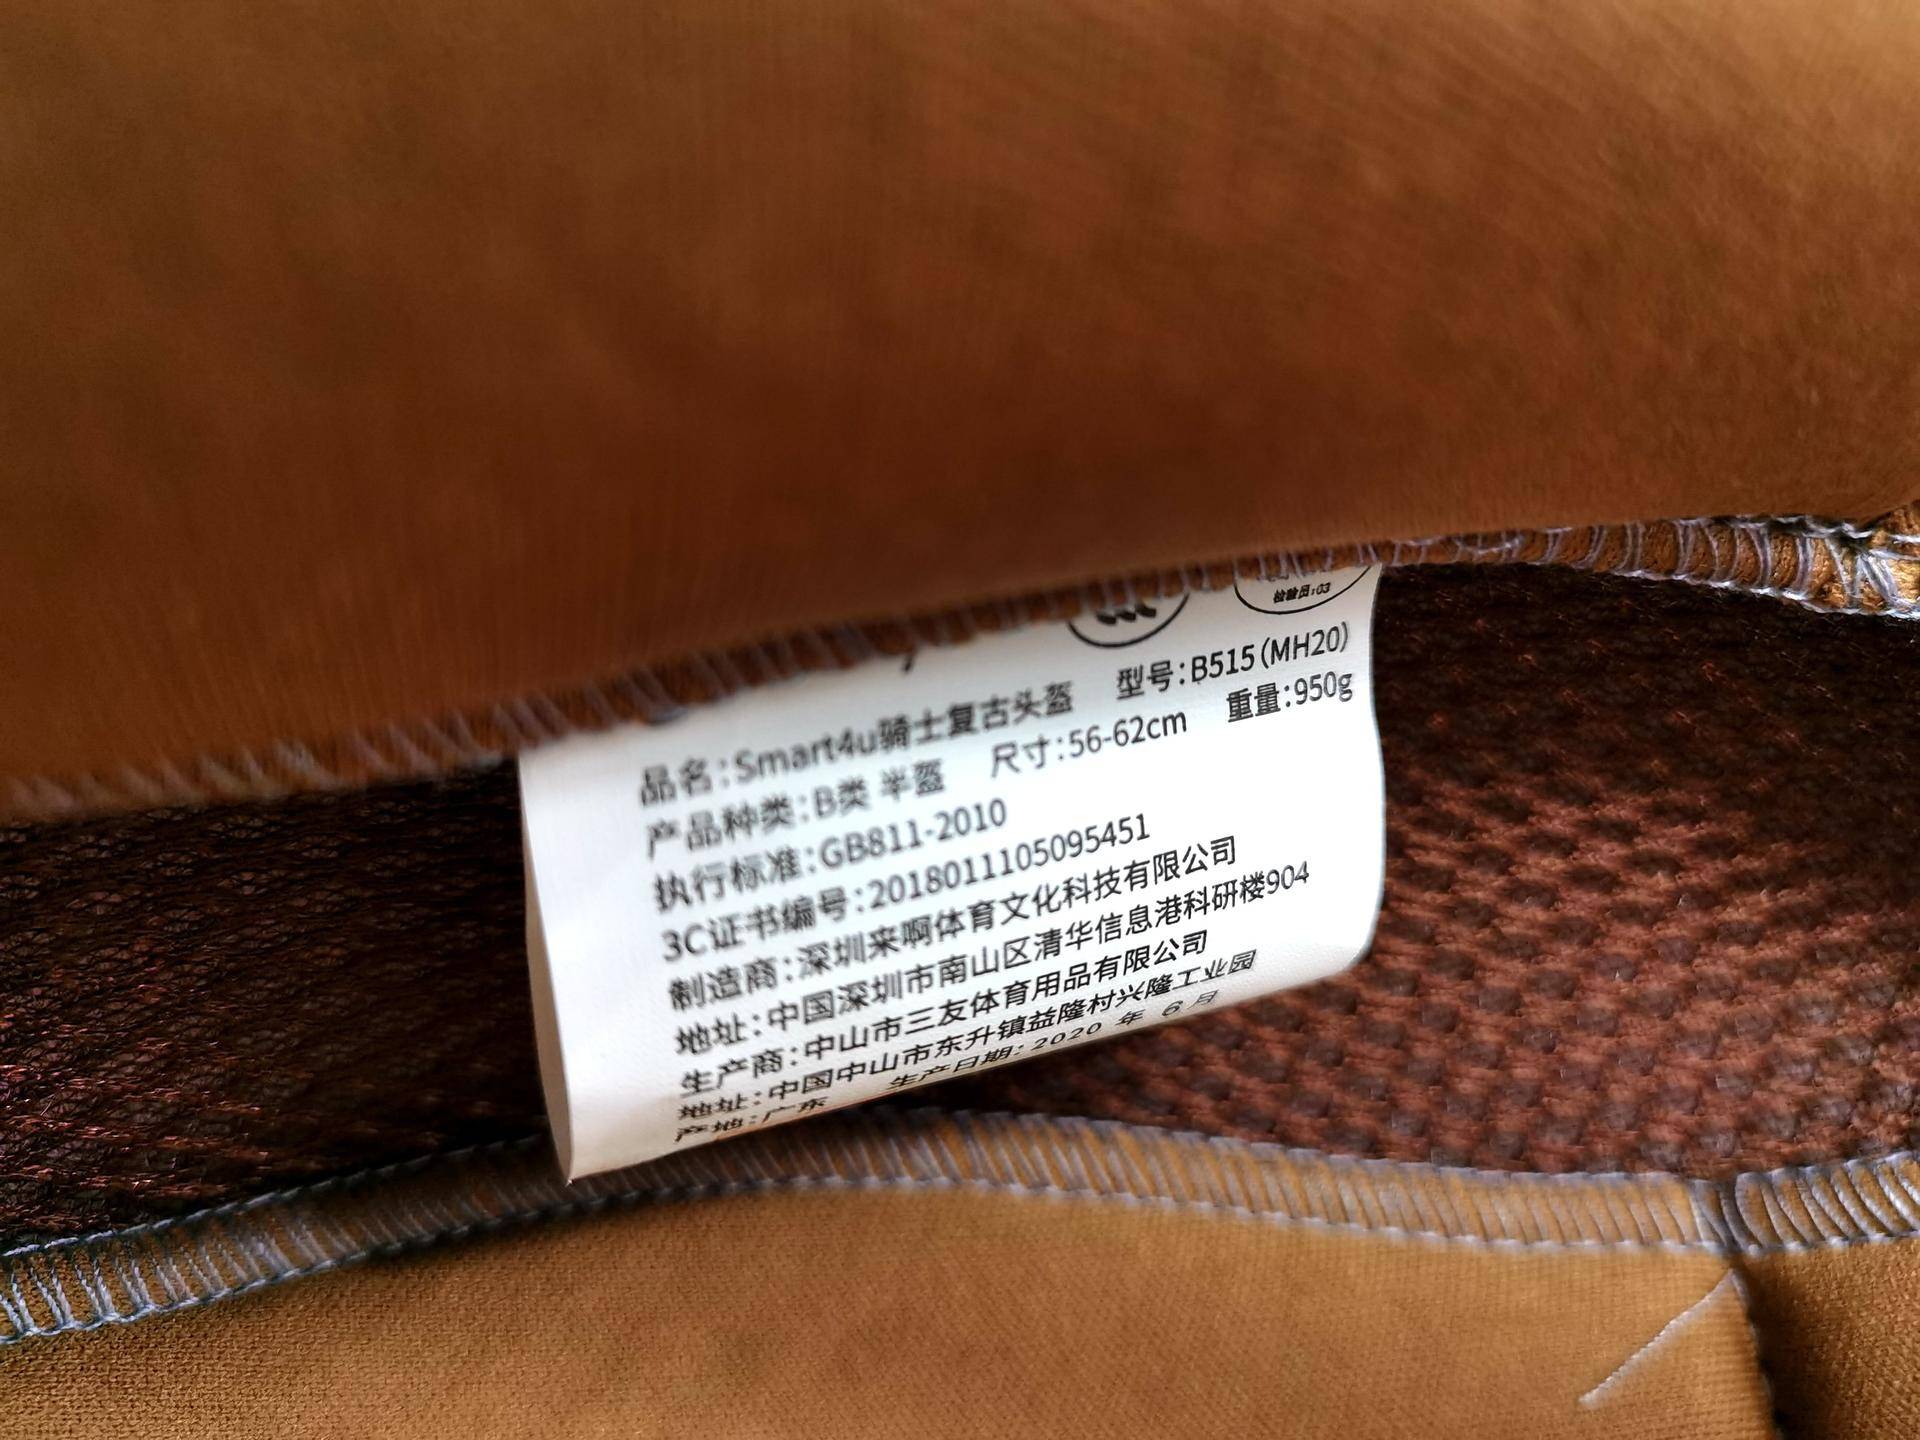 检验员:03
品名:Smart4u骑士复古头盔 型号:B515(MH20)
产品种类:B类 半盔 尺寸:56-62cm 重量:950g
执行标准:GB811-2010
3C证书编号:2018011105095451
制造商:深圳来啊体育文化科技有限公司
地址:中国深圳市南山区清华信息港科研楼904
生产商:中山市三友体育用品有限公司
地址:中国中山市东升镇益隆村兴隆工业园
产地:广东 生产日期:2020 年 6 月